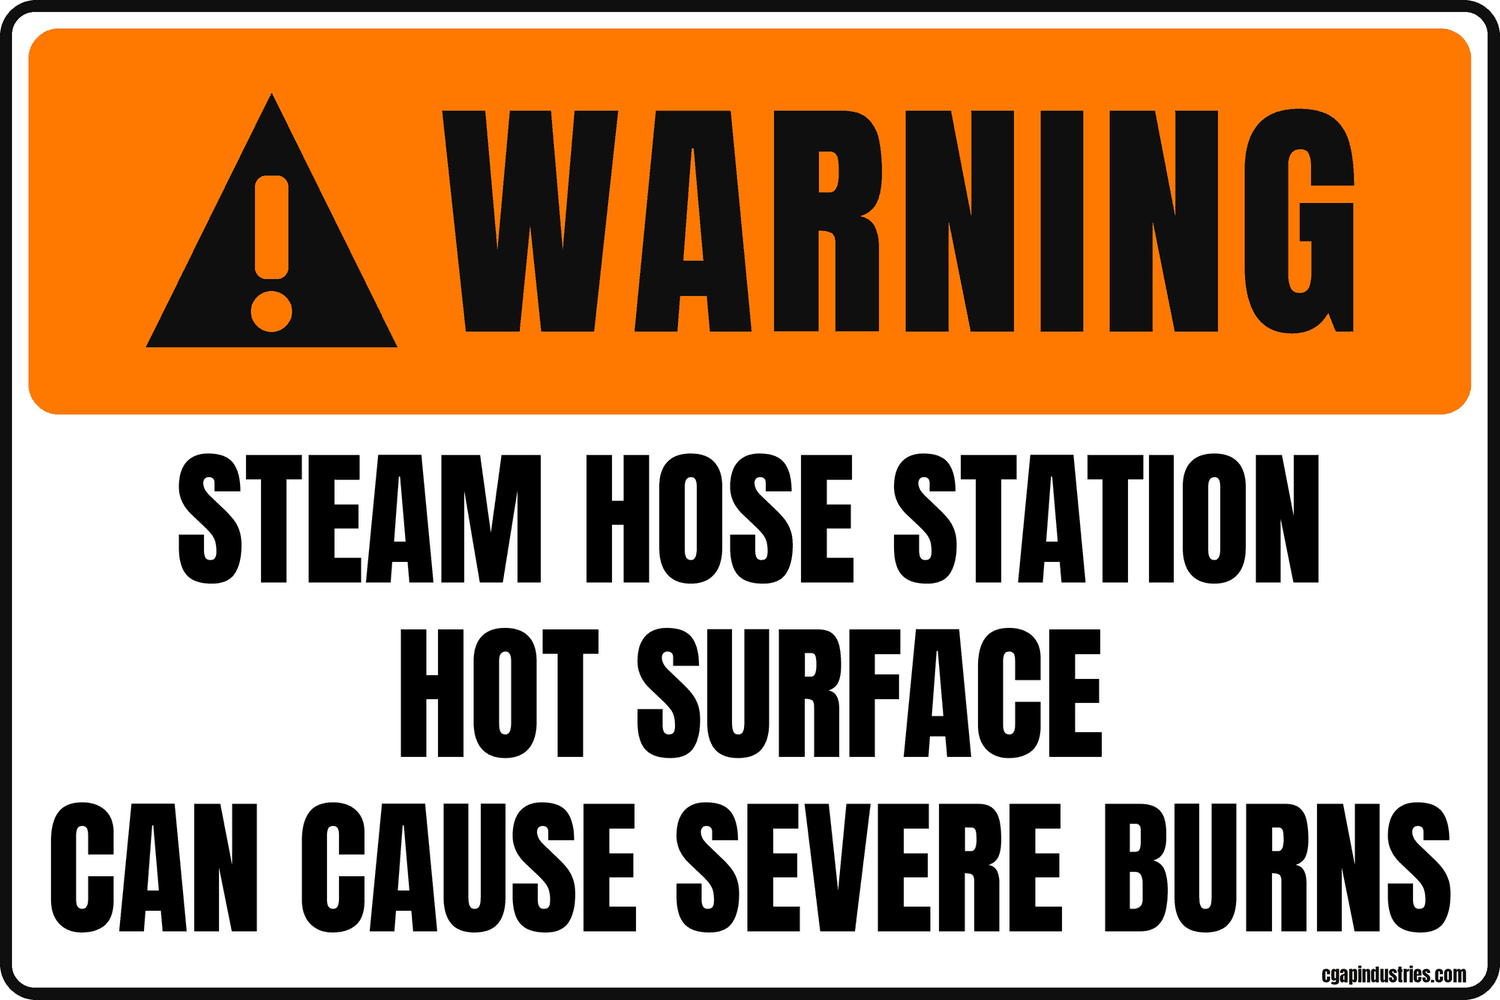 WARNING
STEAM HOSE STATION
HOT SURFACE
CAN CAUSE SEVERE BURNS
cgapindustries.com